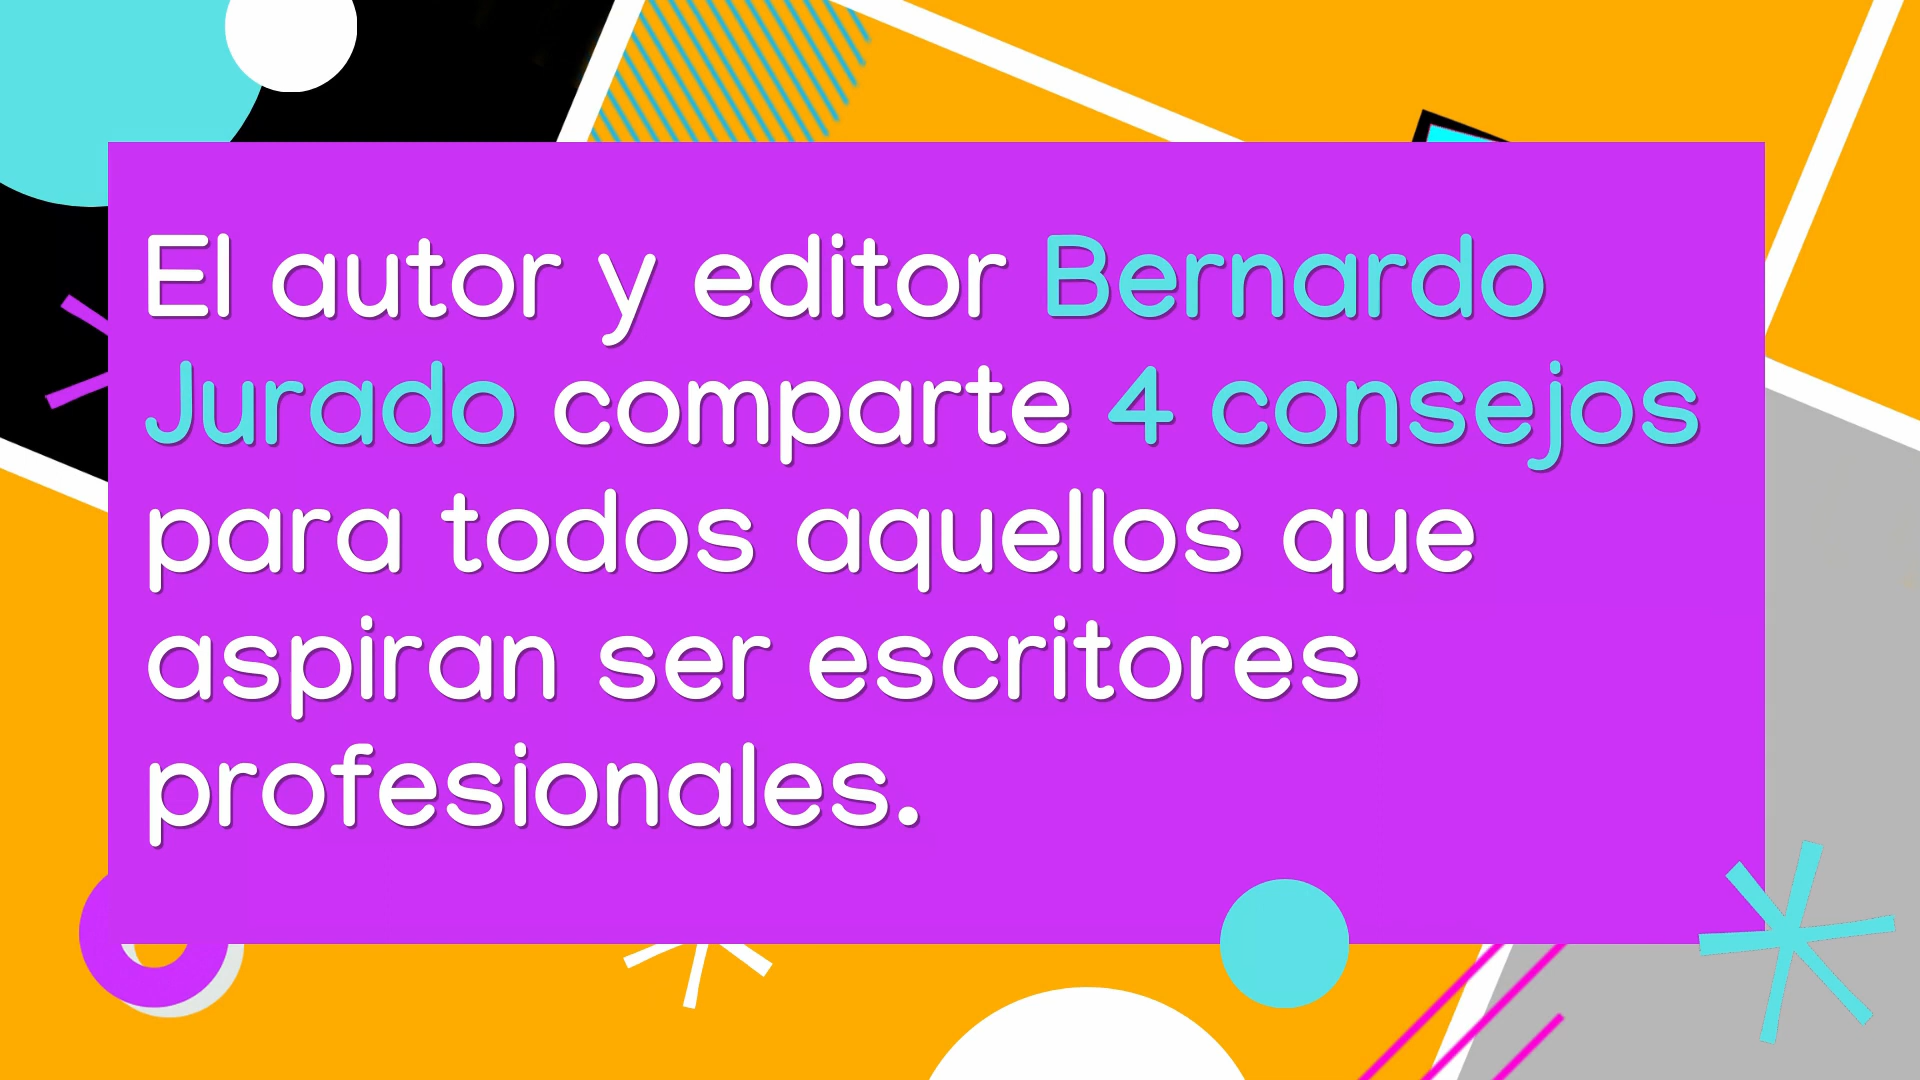 El autor y editor Bernardo
Jurado comparte 4 consejos
para todos aquellos que
aspiran ser escritores
profesionales.